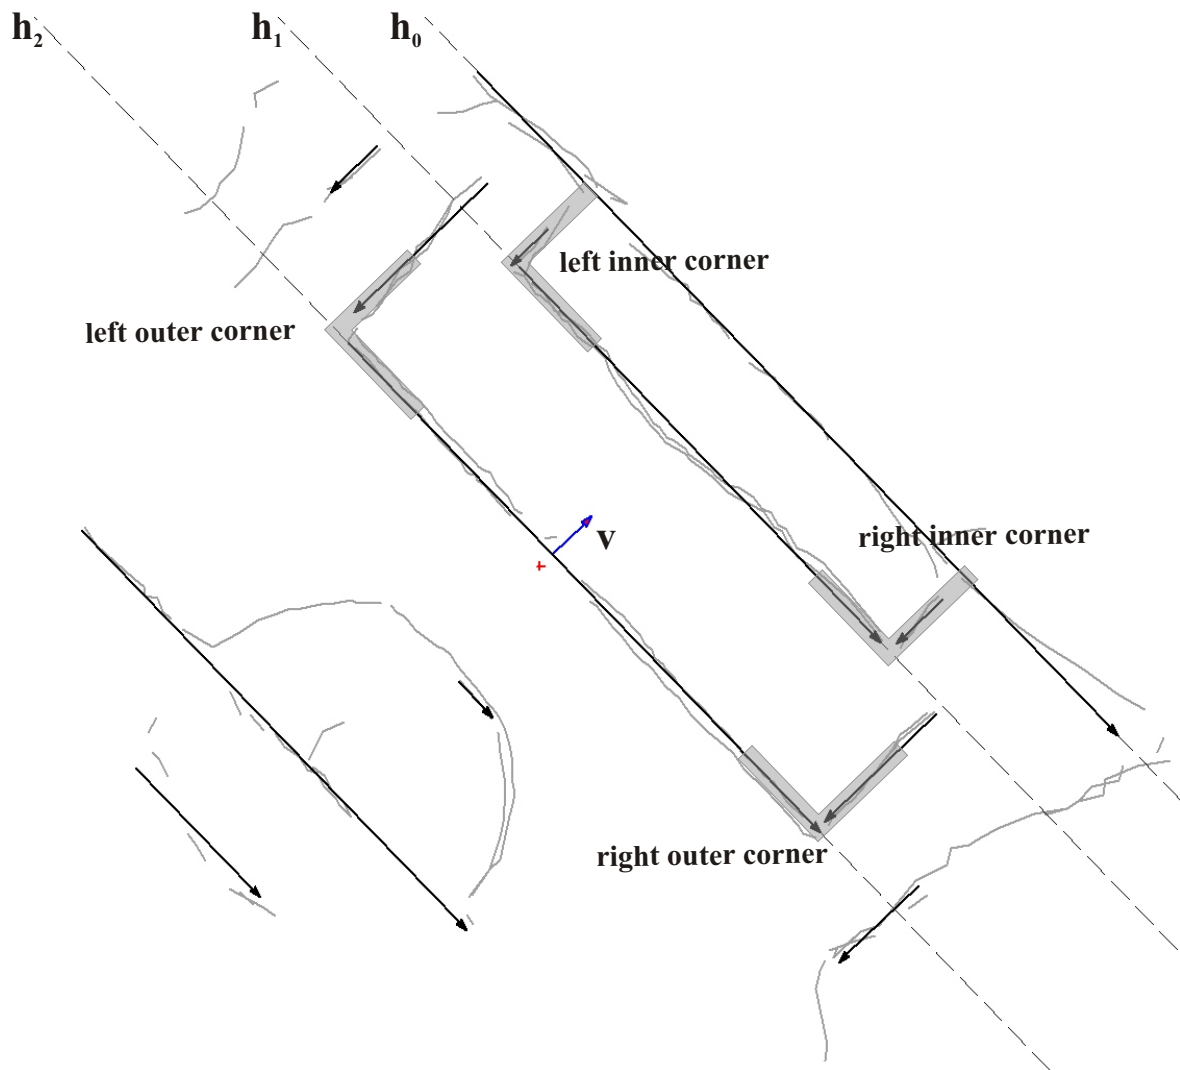 h2 h1 h0
left inner corner
left outer corner
right inner corner
v
right outer corner